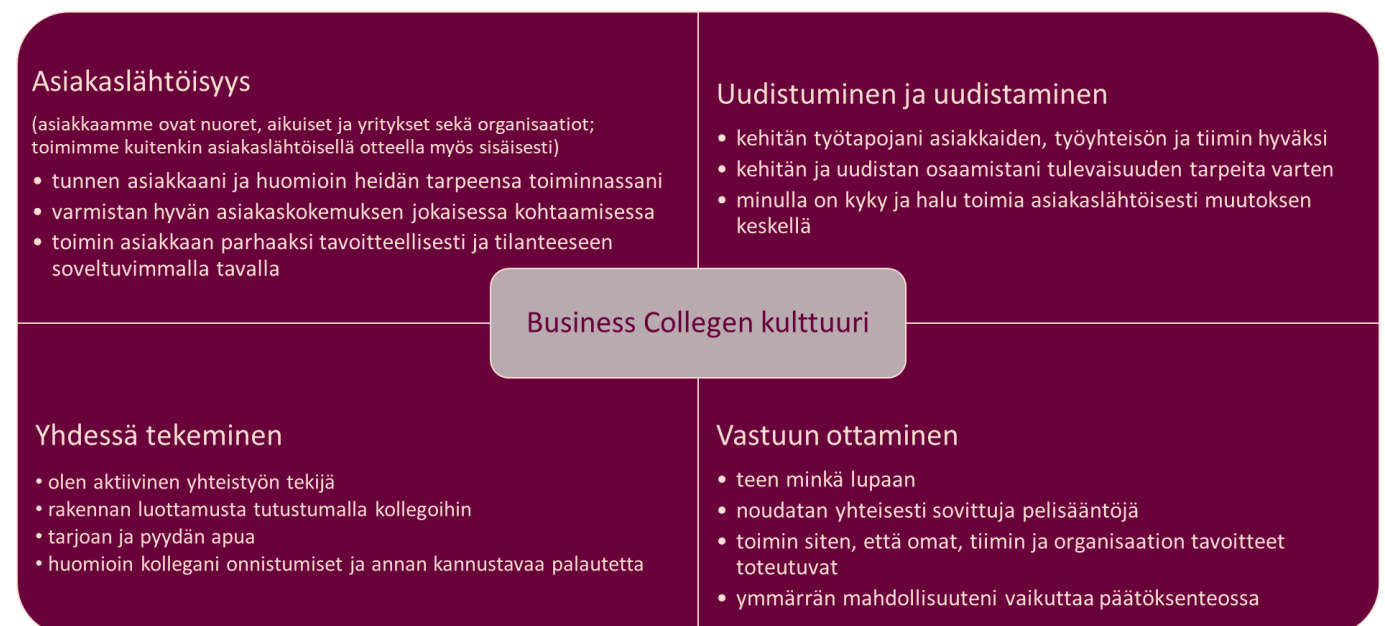 Asiakaslähtöisyys
(asiakkaamme ovat nuoret, aikuiset ja yritykset sekä organisaatiot;
toimimme kuitenkin asiakaslähtöisellä otteella myös sisäisesti)
• tunnen asiakkaani ja huomioin heidän tarpeensa toiminnassani
• varmistan hyvän asiakaskokemuksen jokaisessa kohtaamisessa
• toimin asiakkaan parhaaksi tavoitteellisesti ja tilanteeseen
soveltuvimmalla tavalla
Uudistuminen ja uudistaminen
• kehitän työtapojani asiakkaiden, työyhteisön ja tiimin hyväksi
• kehitän ja uudistan osaamistani tulevaisuuden tarpeita varten
• minulla on kyky ja halu toimia asiakaslähtöisesti muutoksen
keskellä
Business Collegen kulttuuri
Yhdessä tekeminen
• olen aktiivinen yhteistyön tekijä
• rakennan luottamusta tutustumalla kollegoihin
• tarjoan ja pyydän apua
• huomioin kollegani onnistumiset ja annan kannustavaa palautetta
Vastuun ottaminen
• teen minkä lupaan
• noudatan yhteisesti sovittuja pelisääntöjä
• toimin siten, että omat, tiimin ja organisaation tavoitteet
toteutuvat
• ymmärrän mahdollisuuteni vaikuttaa päätöksenteossa